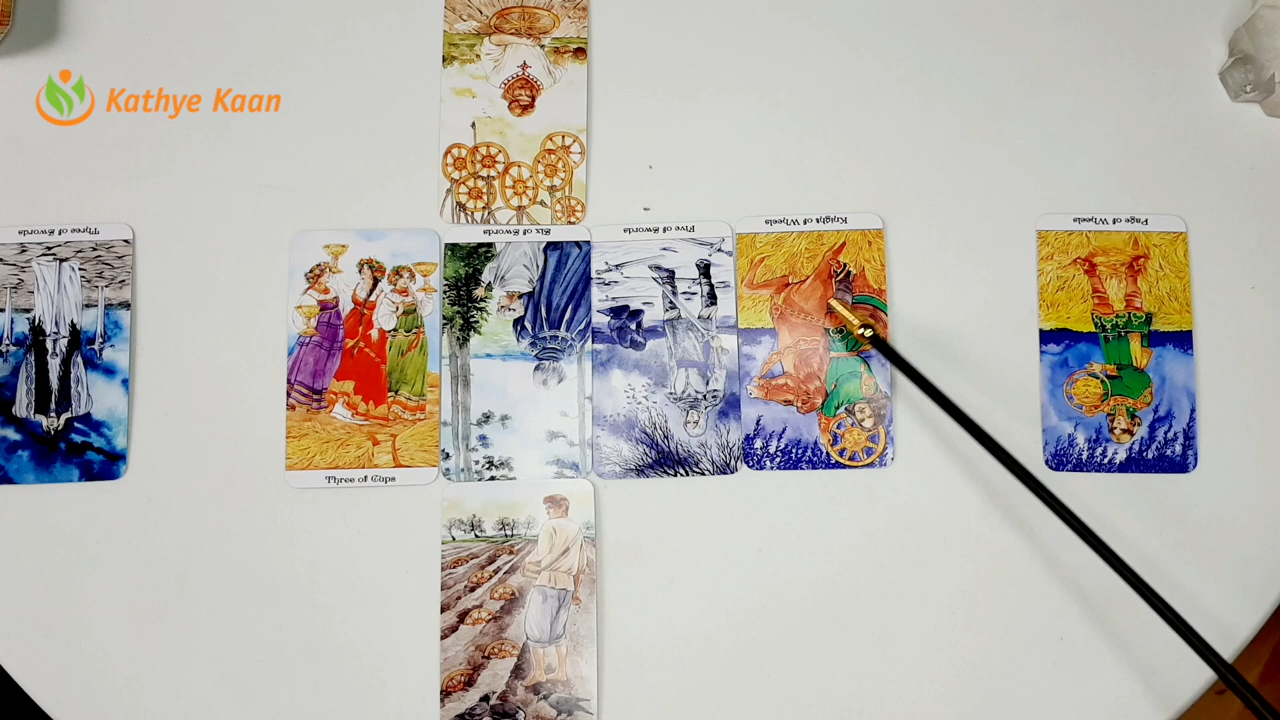 Kathye Kaan
Three of Swords
Six of Swords
Five of Swords
Knight of Wheels
Page of Wheels
Three of Cups